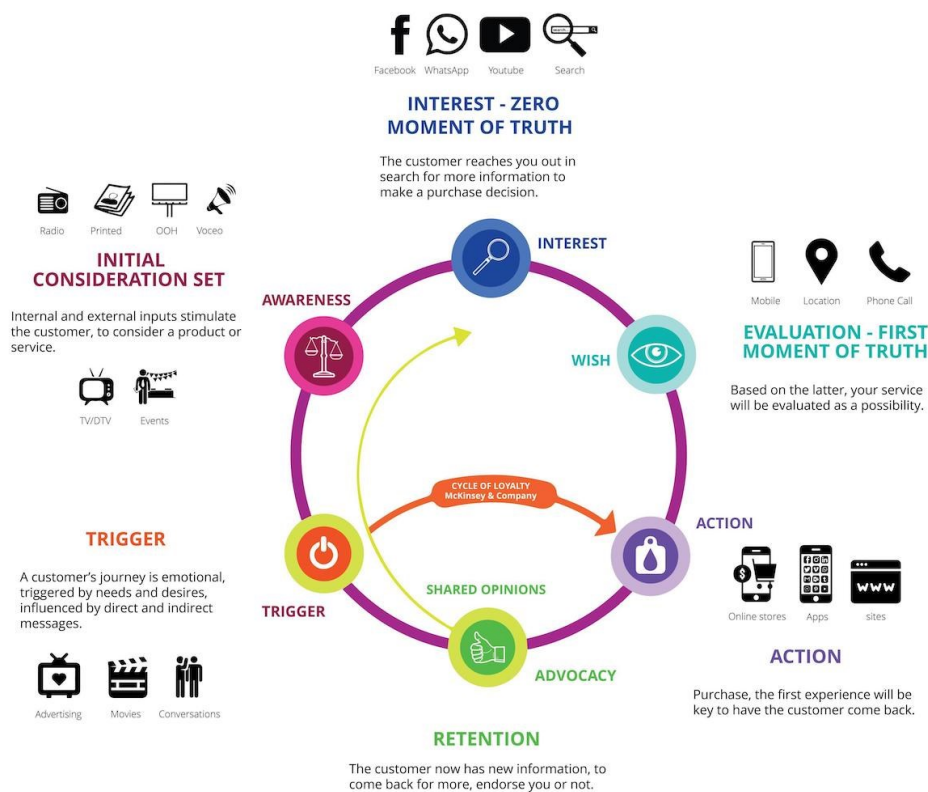 Facebook WhatsApp Youtube Search
INTEREST - ZERO
MOMENT OF TRUTH
The customer reaches you out in
search for more information to
make a purchase decision.
Radio Printed OOH Voceo
INITIAL
CONSIDERATION SET
Internal and external inputs stimulate
the customer, to consider a product or
service.
TV/DTV Events
INTEREST
AWARENESS
WISH
Mobile Location Phone Call
EVALUATION - FIRST
MOMENT OF TRUTH
Based on the latter, your service
will be evaluated as a possibility.
CYCLE OF LOYALTY
McKinsey & Company
TRIGGER
A customer's journey is emotional,
triggered by needs and desires,
influenced by direct and indirect
messages.
Advertising Movies Conversations
TRIGGER
SHARED OPINIONS
ADVOCACY
ACTION
www
Online stores Apps sites
ACTION
Purchase, the first experience will be
key to have the customer come back.
RETENTION
The customer now has new information, to
come back for more, endorse you or not.